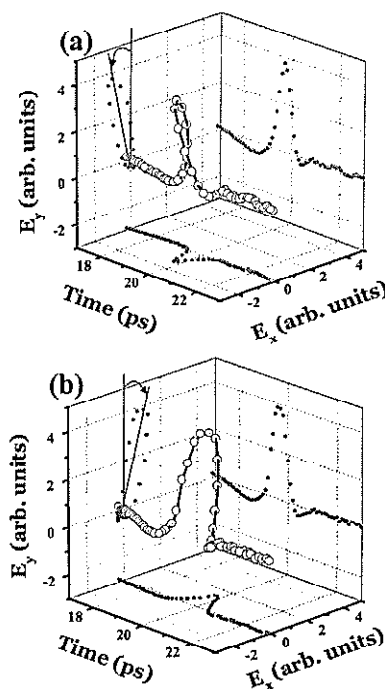 (a)
4
2
0
-2
E_y (arb. units)
18
20
22
Time (ps)
-2
0
2
4
E_x (arb. units)
(b)
4
2
0
-2
E_y (arb. units)
18
20
22
Time (ps)
-2
0
2
4
E_x (arb. units)